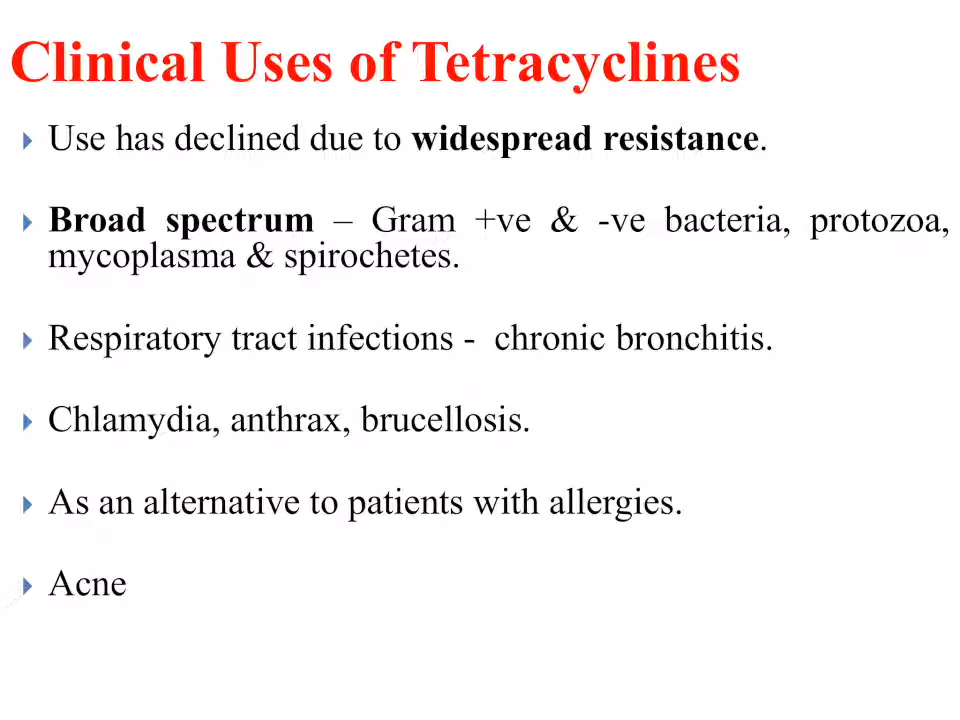 Clinical Uses of Tetracyclines
Use has declined due to widespread resistance.
Broad spectrum – Gram +ve & -ve bacteria, protozoa,
mycoplasma & spirochetes.
Respiratory tract infections - chronic bronchitis.
Chlamydia, anthrax, brucellosis.
As an alternative to patients with allergies.
Acne